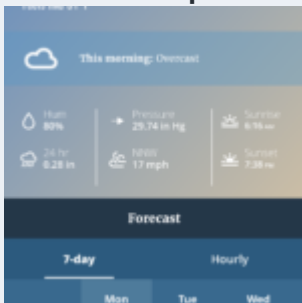 This morning: Overcast
Hum
80%
Pressure
29.74 in Hg
Sunrise
24 hr
0.28 in
NNW
17 mph
Sunset
Forecast
7-day
Hourly
Mon
Tue
Wed